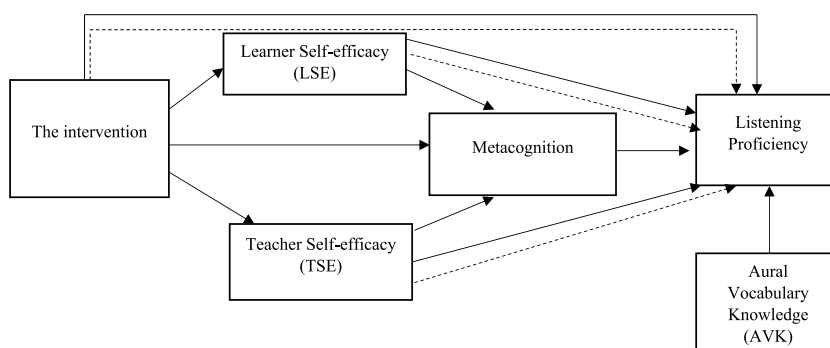 Learner Self-efficacy
(LSE)
The intervention
Metacognition
Listening
Proficiency
Teacher Self-efficacy
(TSE)
Aural
Vocabulary
Knowledge
(AVK)